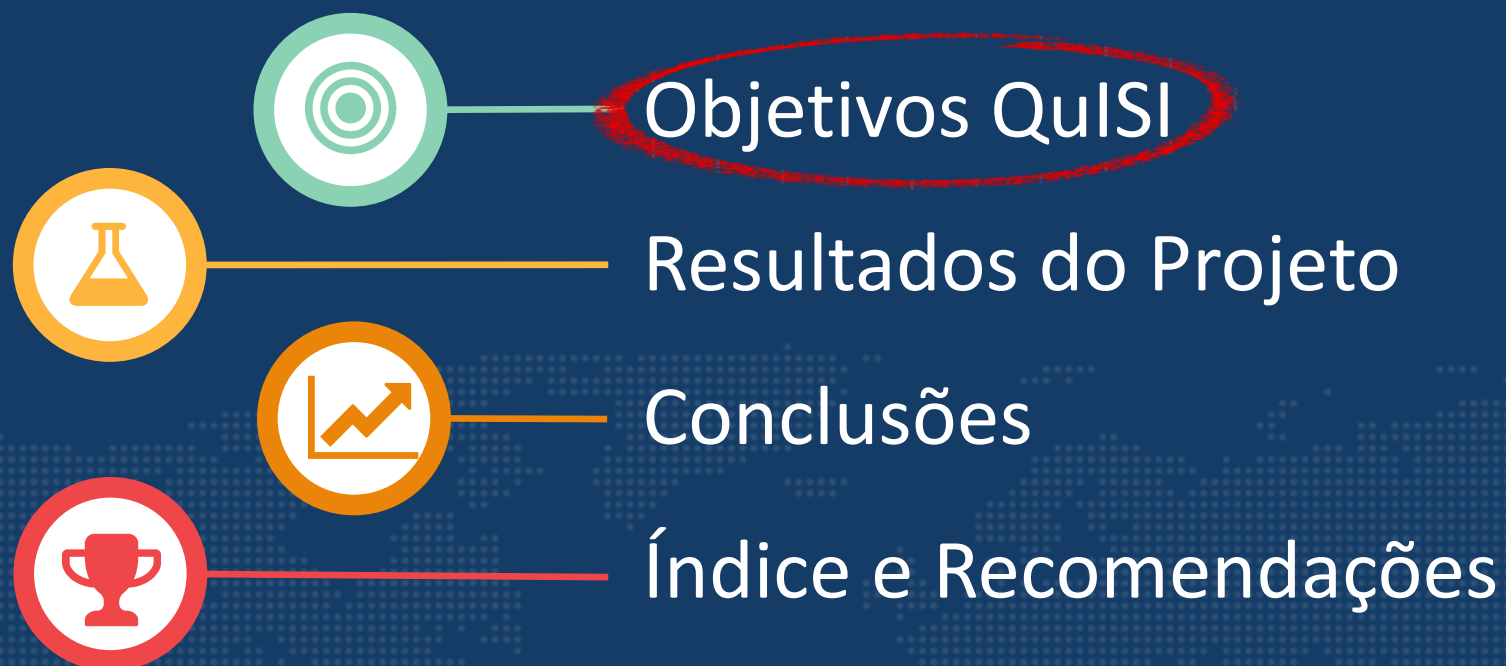 Objetivos QuISI
Resultados do Projeto
Conclusões
Índice e Recomendações